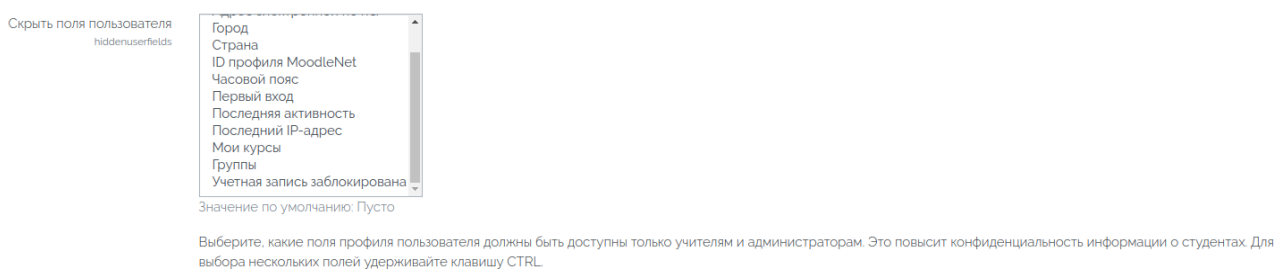 Скрыть поля пользователя
hiddenuserfields
Город
Страна
ID профиля MoodleNet
Часовой пояс
Первый вход
Последняя активность
Последний IP-адрес
Мои курсы
Группы
Учетная запись заблокирована
Значение по умолчанию: Пусто
Выберите, какие поля профиля пользователя должны быть доступны только учителям и администраторам. Это повысит конфиденциальность информации о студентах. Для
выбора нескольких полей удерживайте клавишу CTRL.